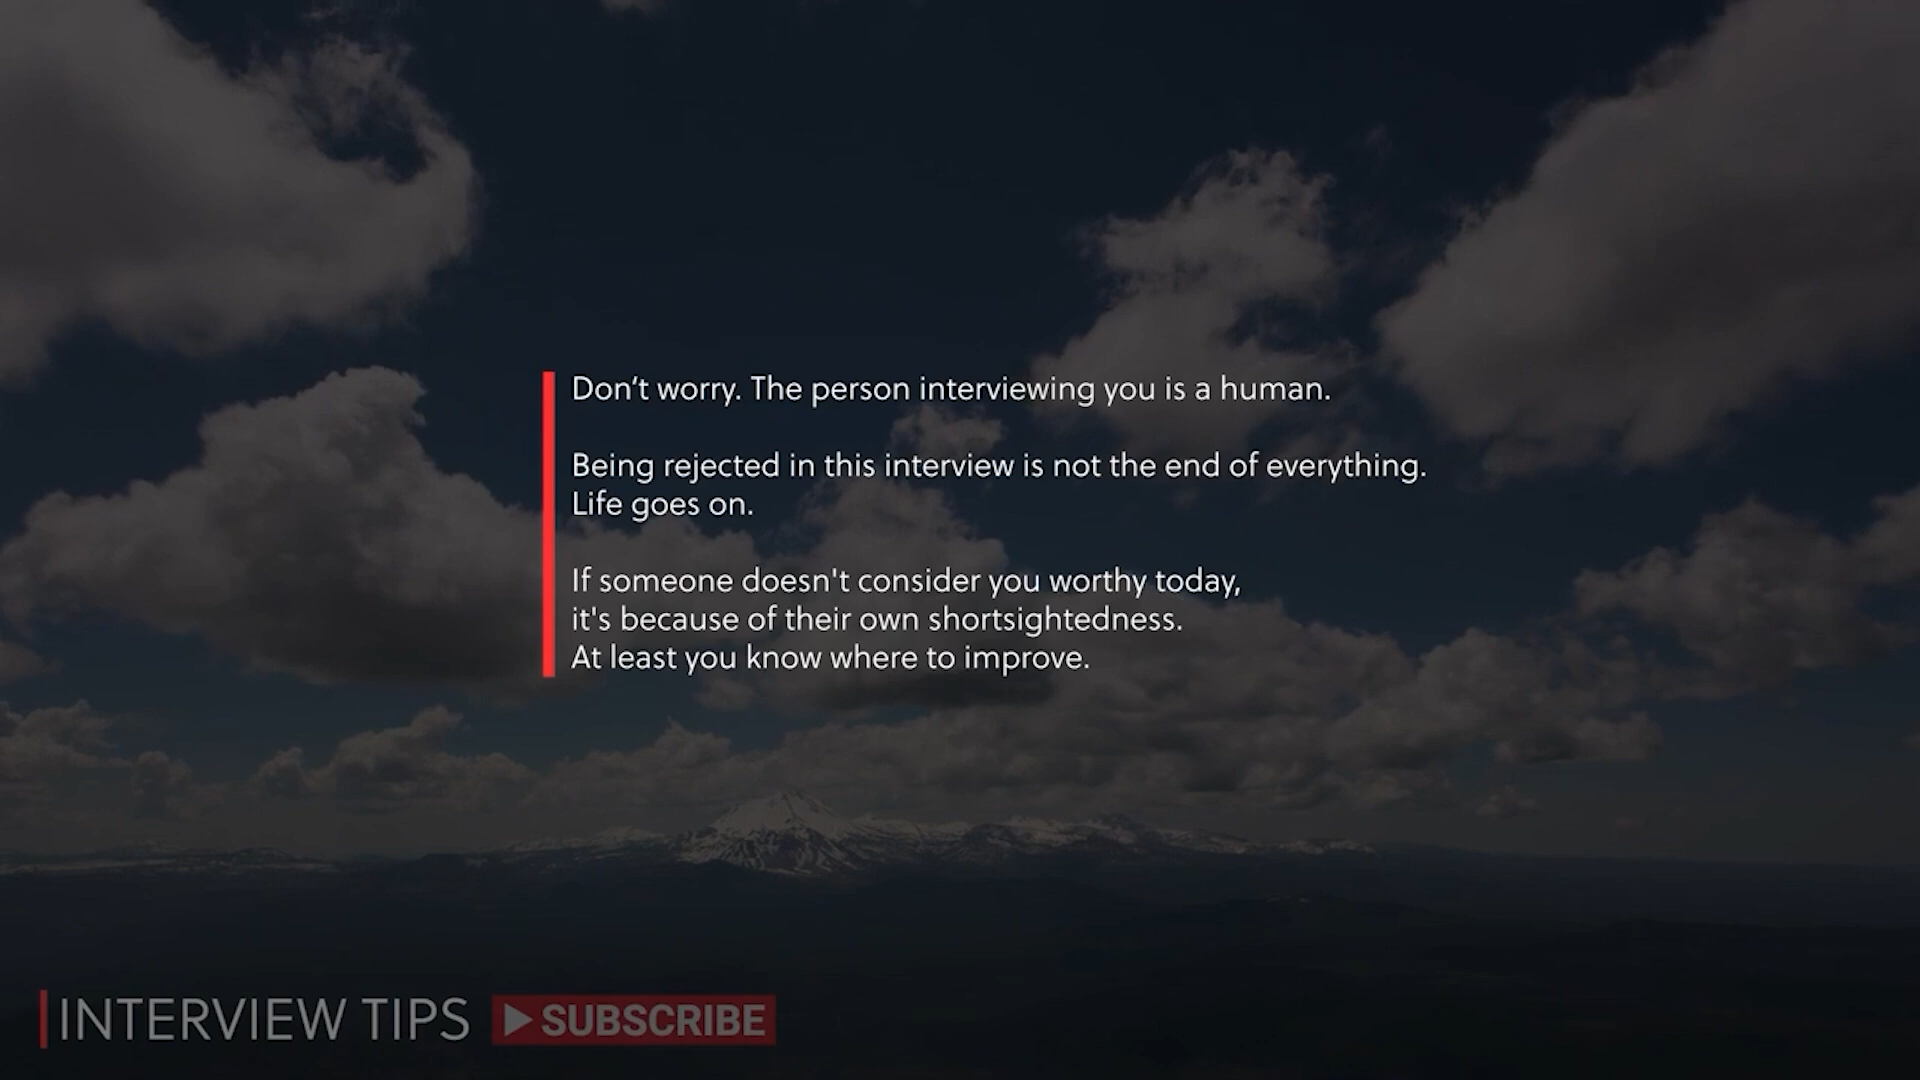 Don’t worry. The person interviewing you is a human.
Being rejected in this interview is not the end of everything.
Life goes on.
If someone doesn't consider you worthy today,
it's because of their own shortsightedness.
At least you know where to improve.
INTERVIEW TIPS
SUBSCRIBE